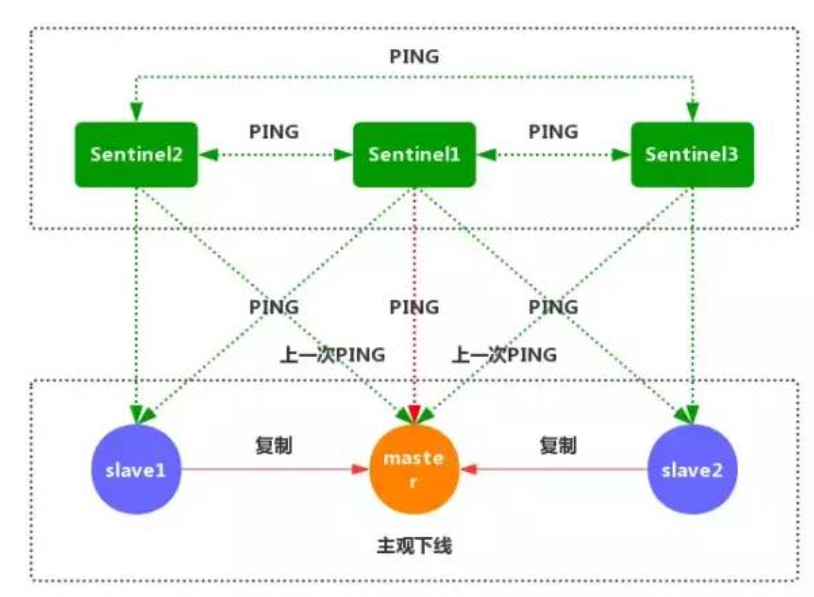 PING
PING
PING
Sentinel2
Sentinel1
Sentinel3
PING
PING
PING
上一次PING
上一次PING
复制
复制
slave1
maste
r
slave2
主观下线